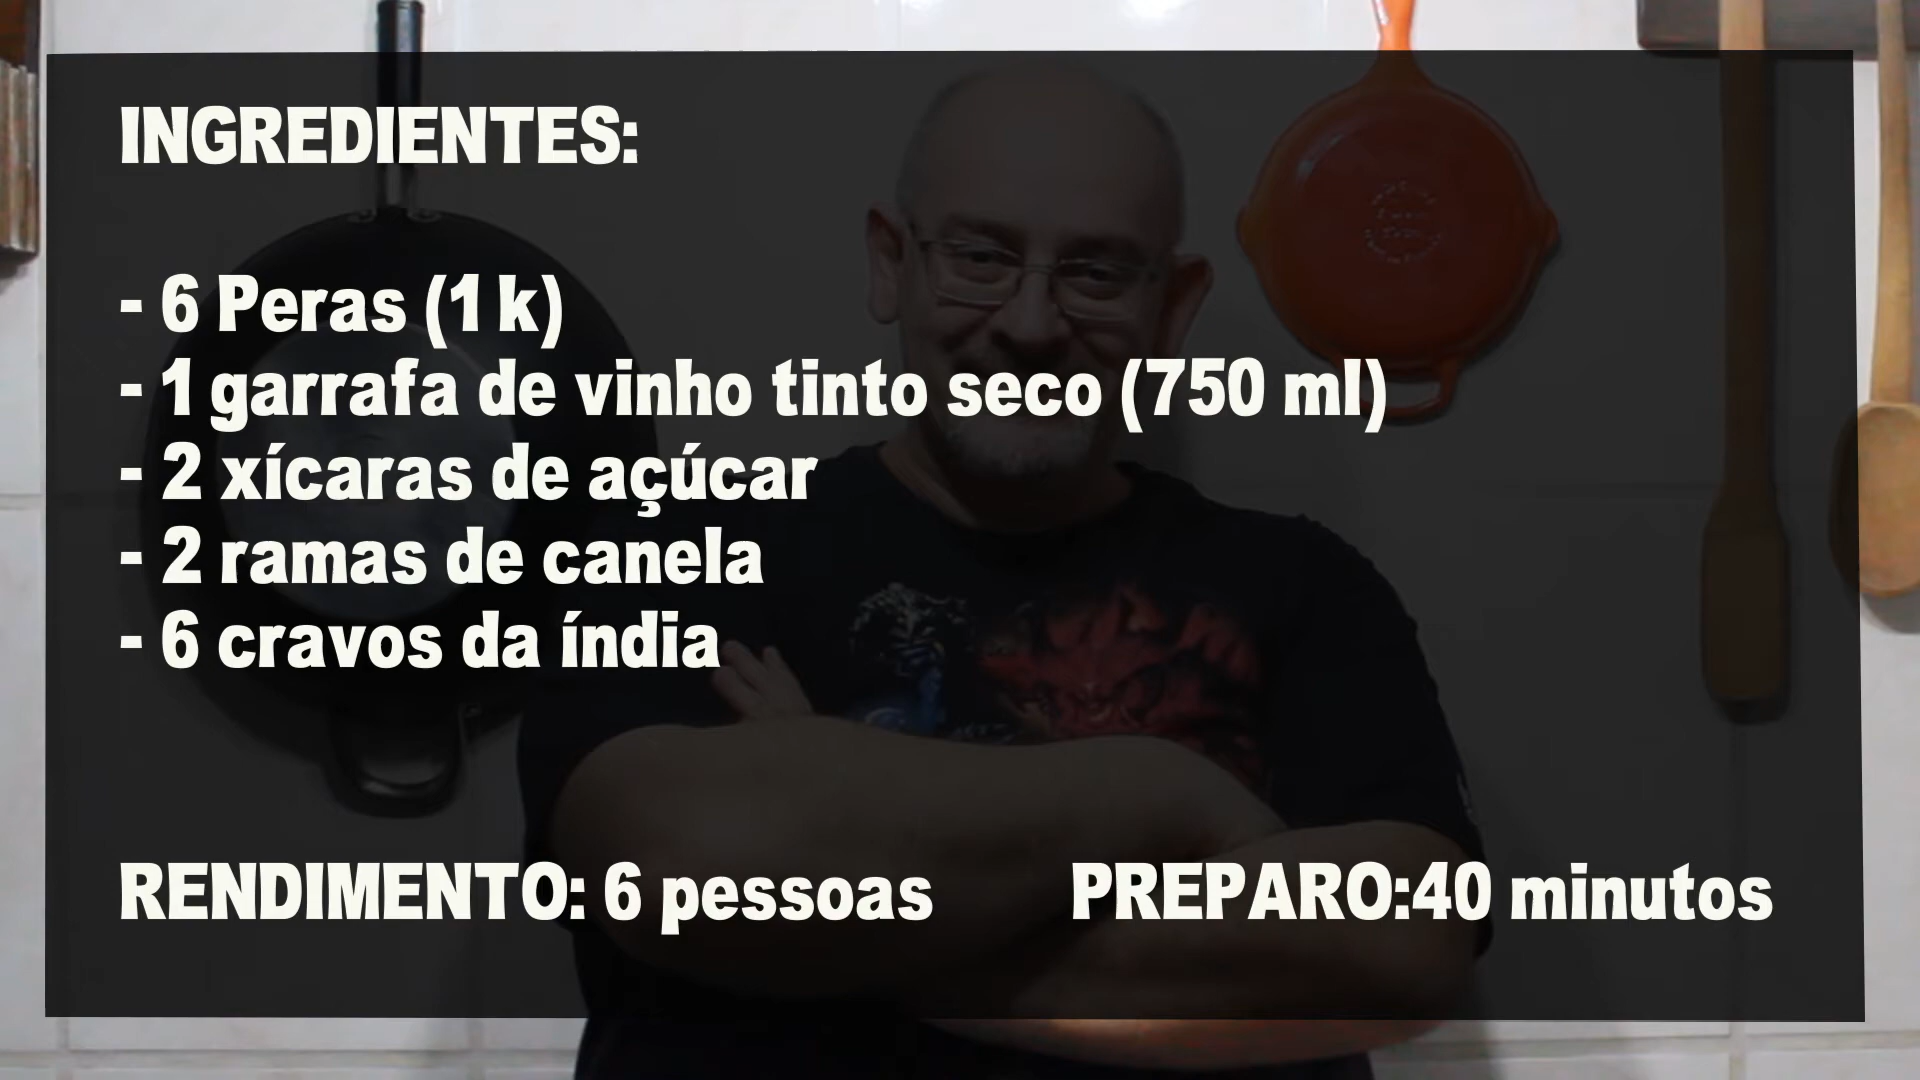 INGREDIENTES:
- 6 Peras (1 k)
- 1 garrafa de vinho tinto seco (750 ml)
- 2 xícaras de açúcar
- 2 ramas de canela
- 6 cravos da índia
RENDIMENTO: 6 pessoas
PREPARO:40 minutos